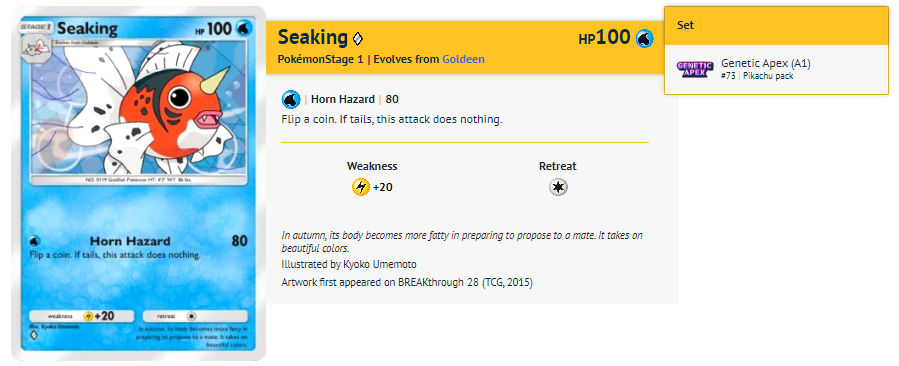 STAGE 1
Seaking
HP 100
Evolves from Goldeen
NO. 0119 Goldfish Pokémon HT: 4'3" WT: 86 lbs.
Horn Hazard 80
Flip a coin. If tails, this attack does nothing.
weakness +20 retreat
Illus. Kyoko Umemoto
In autumn, its body becomes more fatty in
preparing to propose to a mate. It takes on
beautiful colors.
Seaking
HP100
PokémonStage 1 | Evolves from Goldeen
| Horn Hazard | 80
Flip a coin. If tails, this attack does nothing.
Weakness Retreat
+20
In autumn, its body becomes more fatty in preparing to propose to a mate. It takes on
beautiful colors.
Illustrated by Kyoko Umemoto
Artwork first appeared on BREAKthrough 28 (TCG, 2015)
Set
GENETIC
APEX
Genetic Apex (A1)
#73 | Pikachu pack